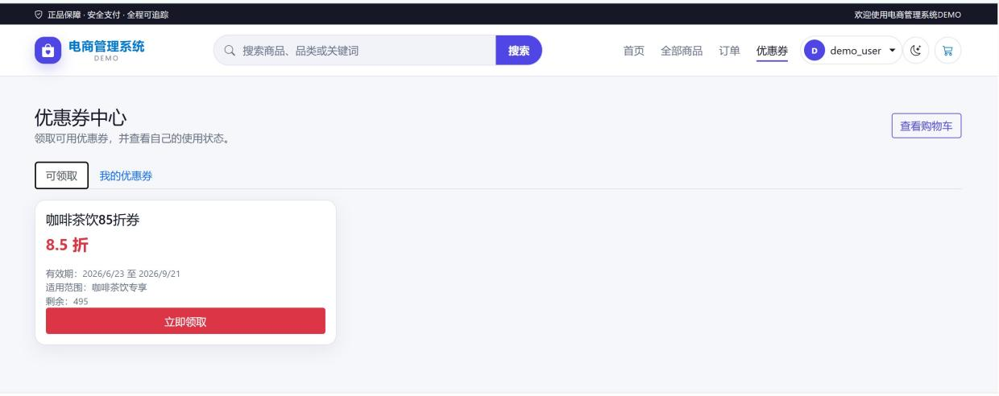 正品保障 · 安全支付 · 全程可追踪
欢迎使用电商管理系统DEMO
电商管理系统
DEMO
搜索商品、品类或关键词
搜索
首页
全部商品
订单
优惠券
D
demo_user
优惠券中心
领取可用优惠券，并查看自己的使用状态。
查看购物车
可领取
我的优惠券
咖啡茶饮85折券
8.5 折
有效期：2026/6/23 至 2026/9/21
适用范围：咖啡茶饮专享
剩余：495
立即领取